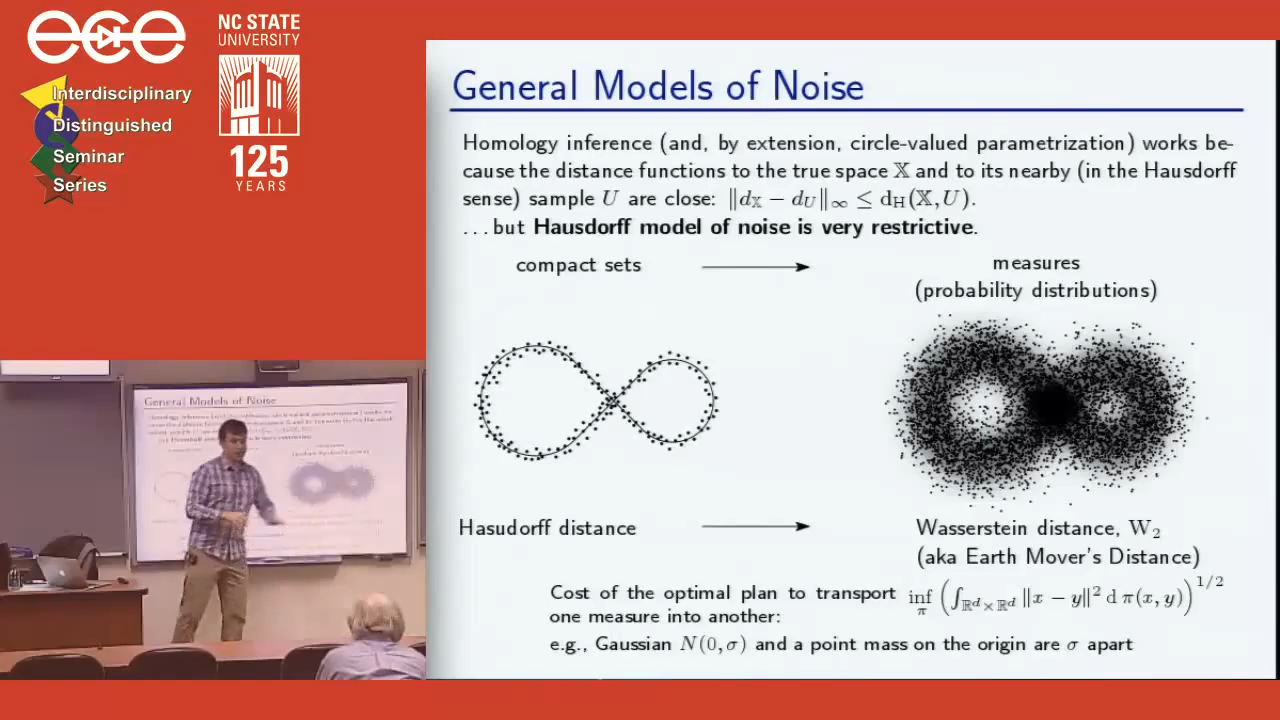 ece
NC STATE
UNIVERSITY
Interdisciplinary
Distinguished
Seminar
Series
125
YEARS
General Models of Noise
Homology inference (and, by extension, circle-valued parametrization) works be-
cause the distance functions to the true space 𝕏 and to its nearby (in the Hausdorff
sense) sample U are close: ‖d𝕏 − dU‖∞ ≤ dH(𝕏, U).
...but Hausdorff model of noise is very restrictive.
compact sets
measures
(probability distributions)
Hasudorff distance
Wasserstein distance, W₂
(aka Earth Mover's Distance)
Cost of the optimal plan to transport inf π (∫ℝᵈ×ℝᵈ ‖x − y‖² d π(x, y))^1/2
one measure into another:
e.g., Gaussian N(0, σ) and a point mass on the origin are σ apart
General Models of Noise